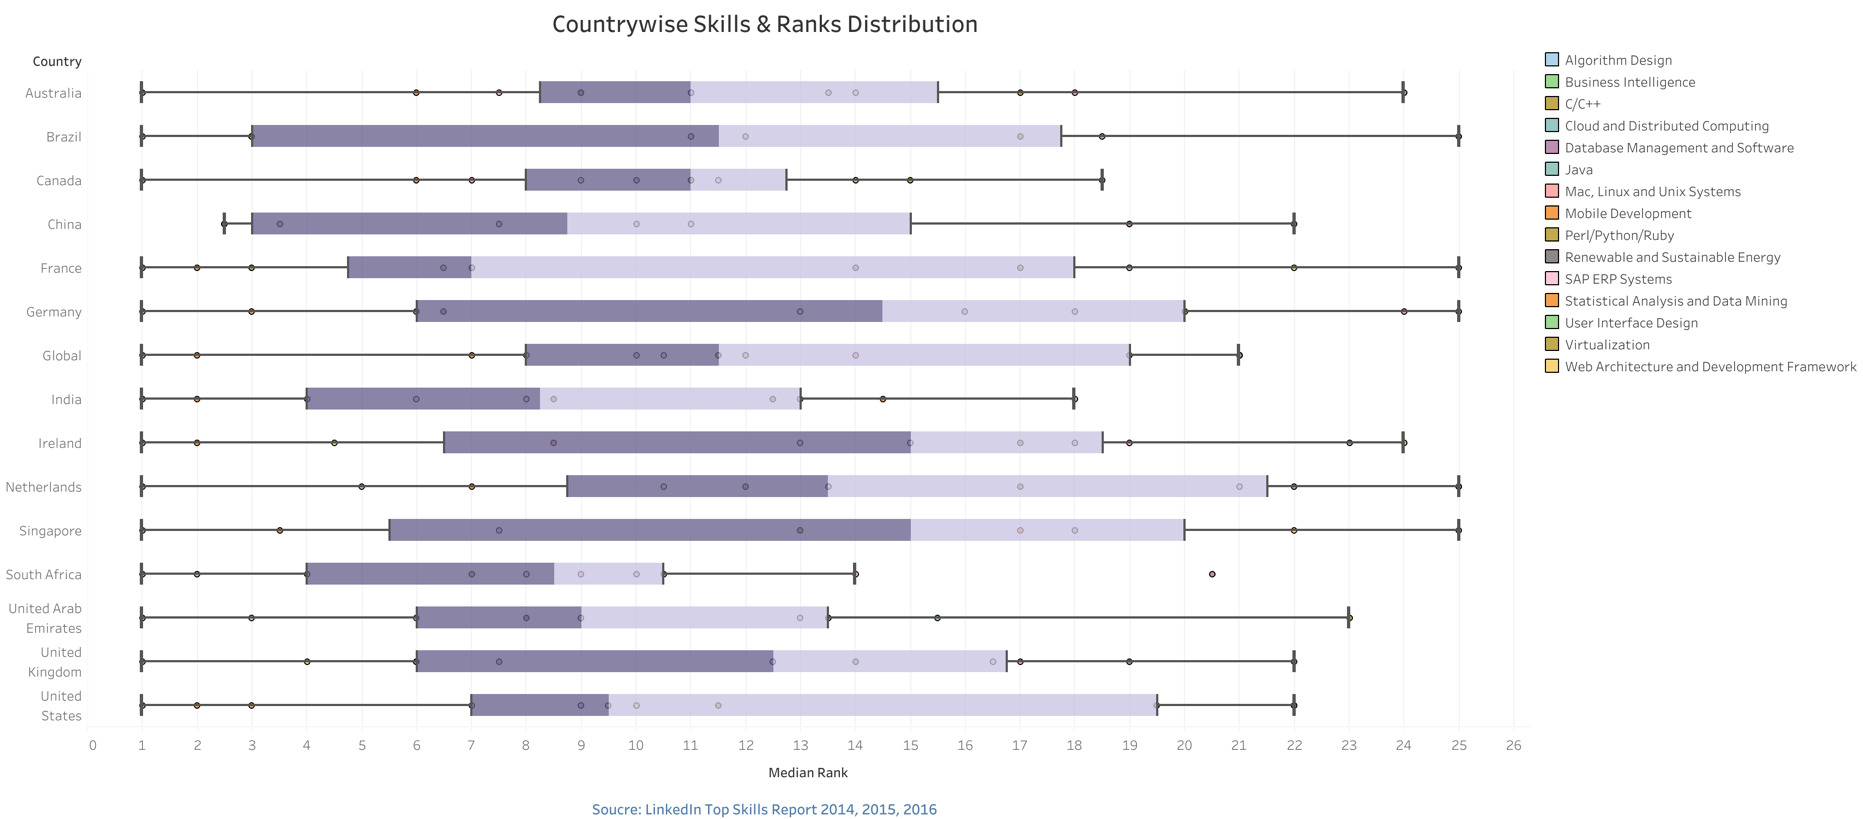 Countrywise Skills & Ranks Distribution
Country
Australia
Brazil
Canada
China
France
Germany
Global
India
Ireland
Netherlands
Singapore
South Africa
United Arab
Emirates
United
Kingdom
United
States
0 1 2 3 4 5 6 7 8 9 10 11 12 13 14 15 16 17 18 19 20 21 22 23 24 25 26
Median Rank
Soucre: LinkedIn Top Skills Report 2014, 2015, 2016
Algorithm Design
Business Intelligence
C/C++
Cloud and Distributed Computing
Database Management and Software
Java
Mac, Linux and Unix Systems
Mobile Development
Perl/Python/Ruby
Renewable and Sustainable Energy
SAP ERP Systems
Statistical Analysis and Data Mining
User Interface Design
Virtualization
Web Architecture and Development Framework